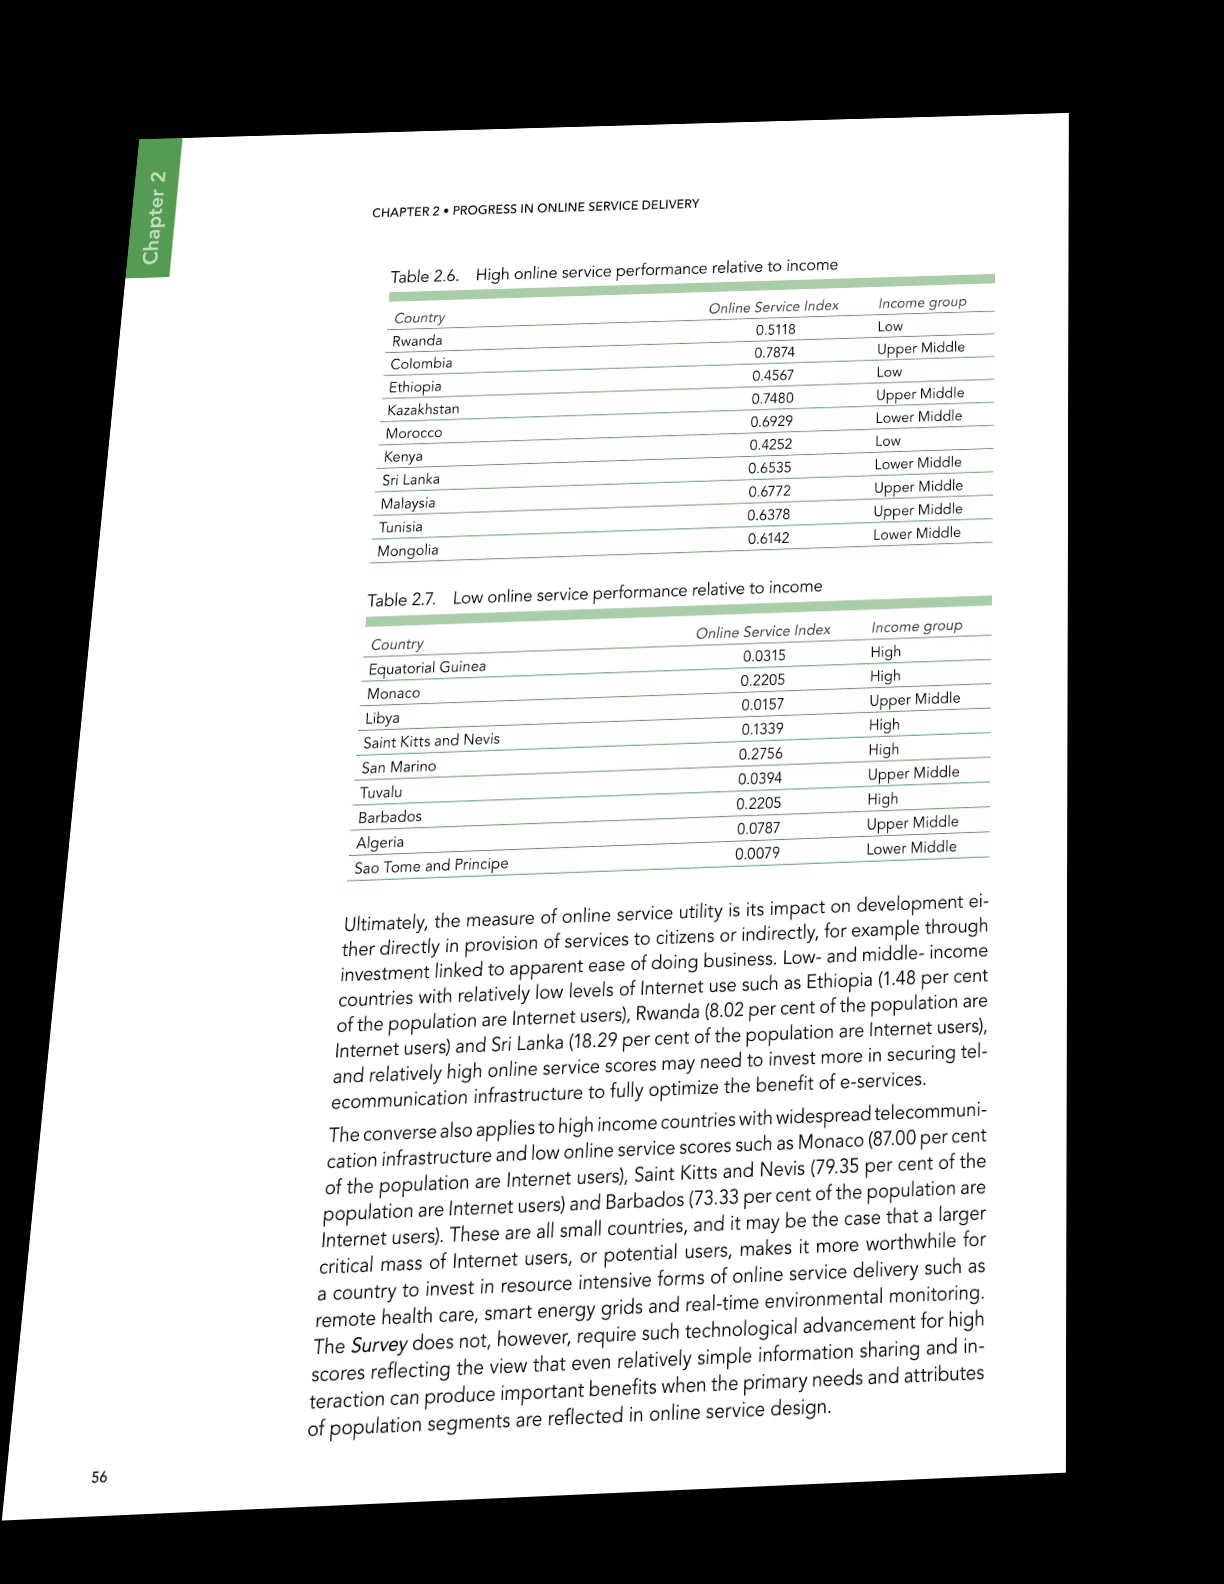 Chapter 2
CHAPTER 2 • PROGRESS IN ONLINE SERVICE DELIVERY
Table 2.6. High online service performance relative to income
Country Online Service Index Income group
Rwanda 0.5118 Low
Colombia 0.7874 Upper Middle
Ethiopia 0.4567 Low
Kazakhstan 0.7480 Upper Middle
Morocco 0.6929 Lower Middle
Kenya 0.4252 Low
Sri Lanka 0.6535 Lower Middle
Malaysia 0.6772 Upper Middle
Tunisia 0.6378 Upper Middle
Mongolia 0.6142 Lower Middle
Table 2.7. Low online service performance relative to income
Country Online Service Index Income group
Equatorial Guinea 0.0315 High
Monaco 0.2205 High
Libya 0.0157 Upper Middle
Saint Kitts and Nevis 0.1339 High
San Marino 0.2756 High
Tuvalu 0.0394 Upper Middle
Barbados 0.2205 High
Algeria 0.0787 Upper Middle
Sao Tome and Principe 0.0079 Lower Middle
Ultimately, the measure of online service utility is its impact on development ei-
ther directly in provision of services to citizens or indirectly, for example through
investment linked to apparent ease of doing business. Low- and middle- income
countries with relatively low levels of Internet use such as Ethiopia (1.48 per cent
of the population are Internet users), Rwanda (8.02 per cent of the population are
Internet users) and Sri Lanka (18.29 per cent of the population are Internet users),
and relatively high online service scores may need to invest more in securing tel-
ecommunication infrastructure to fully optimize the benefit of e-services.
The converse also applies to high income countries with widespread telecommuni-
cation infrastructure and low online service scores such as Monaco (87.00 per cent
of the population are Internet users), Saint Kitts and Nevis (79.35 per cent of the
population are Internet users) and Barbados (73.33 per cent of the population are
Internet users). These are all small countries, and it may be the case that a larger
critical mass of Internet users, or potential users, makes it more worthwhile for
a country to invest in resource intensive forms of online service delivery such as
remote health care, smart energy grids and real-time environmental monitoring.
The Survey does not, however, require such technological advancement for high
scores reflecting the view that even relatively simple information sharing and in-
teraction can produce important benefits when the primary needs and attributes
of population segments are reflected in online service design.
56